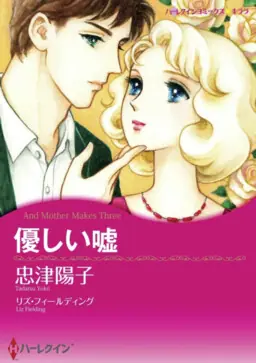 ハーレクインコミックス
キララ
And Mother Makes Three
優しい嘘
忠津陽子
Tadatsu Yoko
リズ・フィールディング
Liz Fielding
ハーレクイン